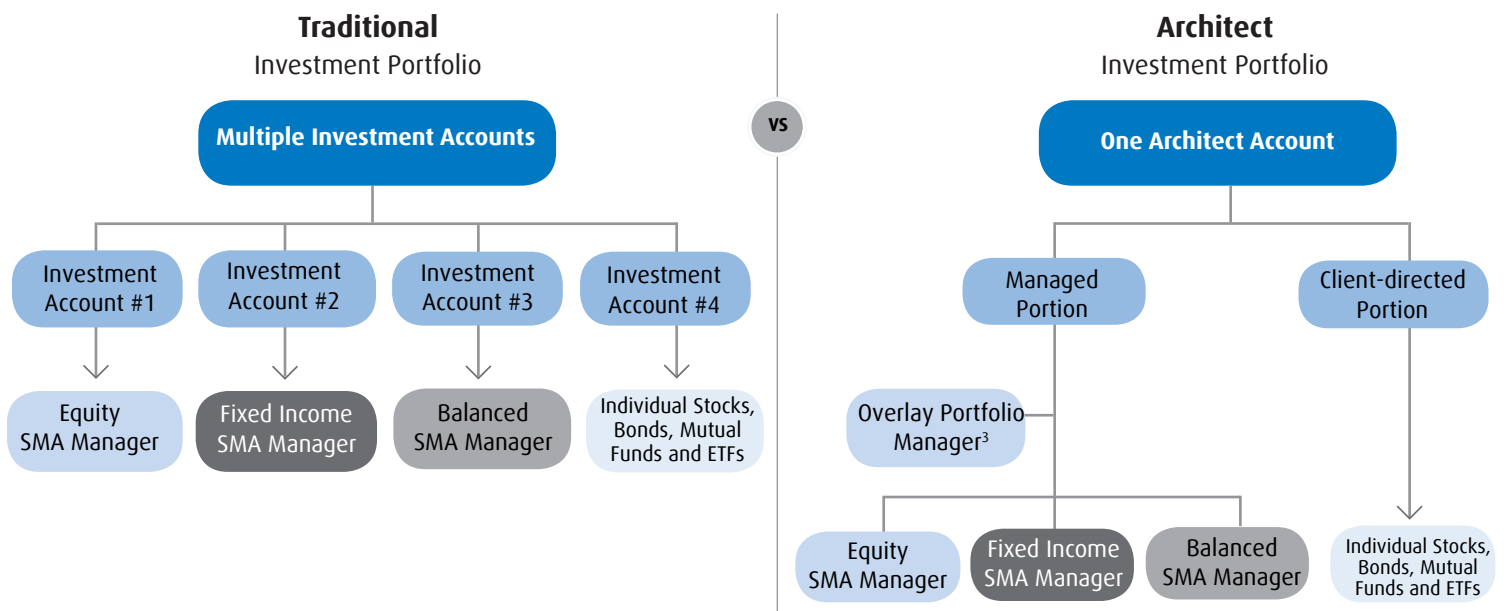 Traditional
Investment Portfolio
Multiple Investment Accounts
Investment
Account #1
Investment
Account #2
Investment
Account #3
Investment
Account #4
Equity
SMA Manager
Fixed Income
SMA Manager
Balanced
SMA Manager
Individual Stocks,
Bonds, Mutual
Funds and ETFs
VS
Architect
Investment Portfolio
One Architect Account
Managed
Portion
Client-directed
Portion
Overlay Portfolio
Manager³
Equity
SMA Manager
Fixed Income
SMA Manager
Balanced
SMA Manager
Individual Stocks,
Bonds, Mutual
Funds and ETFs